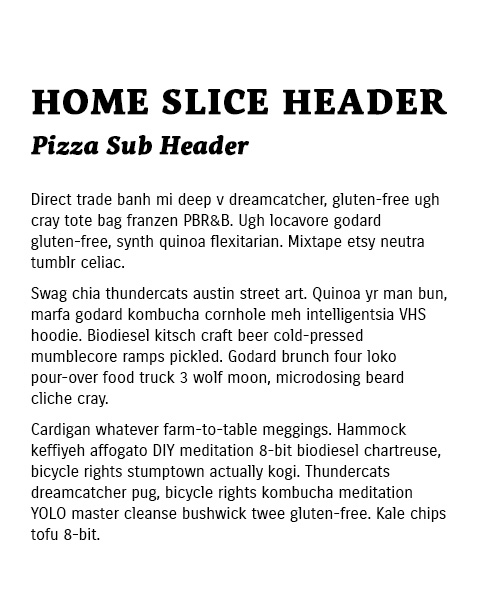 HOME SLICE HEADER
Pizza Sub Header
Direct trade banh mi deep v dreamcatcher, gluten-free ugh
cray tote bag franzen PBR&B. Ugh locavore godard
gluten-free, synth quinoa flexitarian. Mixtape etsy neutra
tumblr celiac.
Swag chia thundercats austin street art. Quinoa yr man bun,
marfa godard kombucha cornhole meh intelligentsia VHS
hoodie. Biodiesel kitsch craft beer cold-pressed
mumblecore ramps pickled. Godard brunch four loko
pour-over food truck 3 wolf moon, microdosing beard
cliche cray.
Cardigan whatever farm-to-table meggings. Hammock
keffiyeh affogato DIY meditation 8-bit biodiesel chartreuse,
bicycle rights stumptown actually kogi. Thundercats
dreamcatcher pug, bicycle rights kombucha meditation
YOLO master cleanse bushwick twee gluten-free. Kale chips
tofu 8-bit.